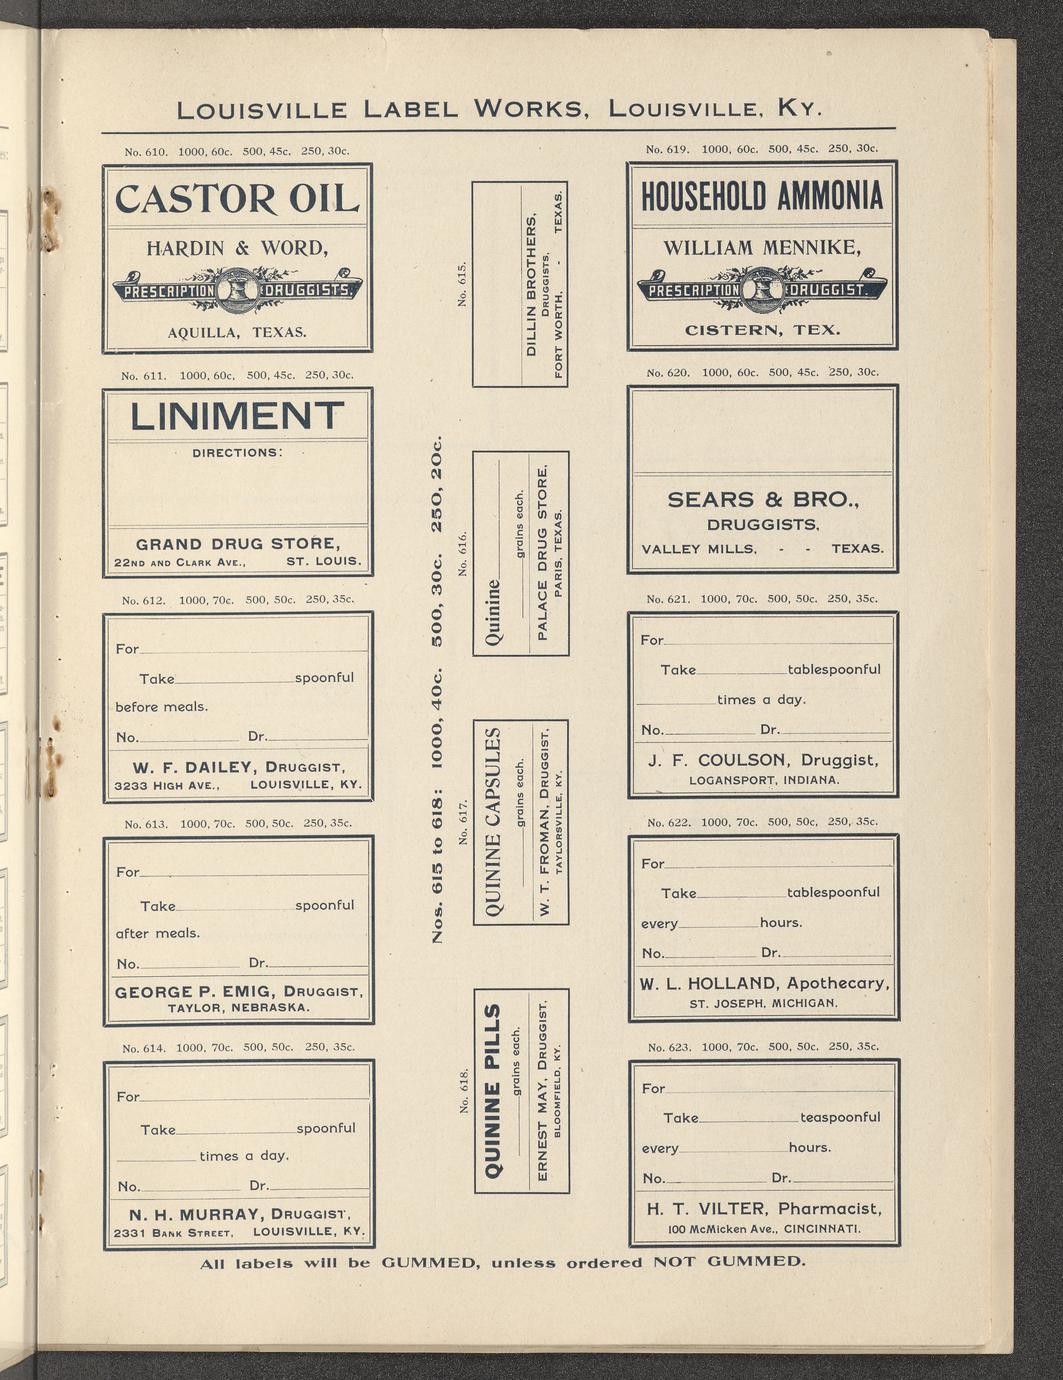 LOUISVILLE LABEL WORKS, LOUISVILLE, KY.
No. 610. 1000, 60c. 500, 45c. 250, 30c.
CASTOR OIL
HARDIN & WORD,
PRESCRIPTION DRUGGISTS.
AQUILLA, TEXAS.
No. 611. 1000, 60c, 500, 45c. 250, 30c.
LINIMENT
DIRECTIONS:
GRAND DRUG STORE,
22ND AND CLARK AVE., ST. LOUIS.
No. 612. 1000, 70c. 500, 50c. 250, 35c.
For
Take spoonful
before meals.
No. Dr.
W. F. DAILEY, DRUGGIST,
3233 HIGH AVE., LOUISVILLE, KY.
No. 613. 1000, 70c. 500, 50c. 250, 35c.
For
Take spoonful
after meals.
No. Dr.
GEORGE P. EMIG, DRUGGIST,
TAYLOR, NEBRASKA.
No. 614. 1000, 70c. 500, 50c. 250, 35c.
For
Take spoonful
times a day.
No. Dr.
N. H. MURRAY, DRUGGIST,
2331 BANK STREET, LOUISVILLE, KY.
Nos. 615 to 618: 1000, 40c. 500, 30c. 250, 20c.
No. 615.
DILLIN BROTHERS,
DRUGGISTS,
FORT WORTH, - TEXAS.
No. 616.
Quinine
grains each.
PALACE DRUG STORE,
PARIS, TEXAS.
No. 617.
QUININE CAPSULES
grains each.
W. T. FROMAN, DRUGGIST,
TAYLORSVILLE, KY.
No. 618.
QUININE PILLS
grains each.
ERNEST MAY, DRUGGIST,
BLOOMFIELD, KY.
No. 619. 1000, 60c. 500, 45c. 250, 30c.
HOUSEHOLD AMMONIA
WILLIAM MENNIKE,
PRESCRIPTION DRUGGIST.
CISTERN, TEX.
No. 620. 1000, 60c. 500, 45c. 250, 30c.
SEARS & BRO.,
DRUGGISTS,
VALLEY MILLS, - - TEXAS.
No. 621. 1000, 70c. 500, 50c. 250, 35c.
For
Take tablespoonful
times a day.
No. Dr.
J. F. COULSON, Druggist,
LOGANSPORT, INDIANA.
No. 622. 1000, 70c. 500, 50c, 250, 35c.
For
Take tablespoonful
every hours.
No. Dr.
W. L. HOLLAND, Apothecary,
ST. JOSEPH, MICHIGAN.
No. 623. 1000, 70c. 500, 50c. 250, 35c.
For
Take teaspoonful
every hours.
No. Dr.
H. T. VILTER, Pharmacist,
100 McMicken Ave., CINCINNATI.
All labels will be GUMMED, unless ordered NOT GUMMED.